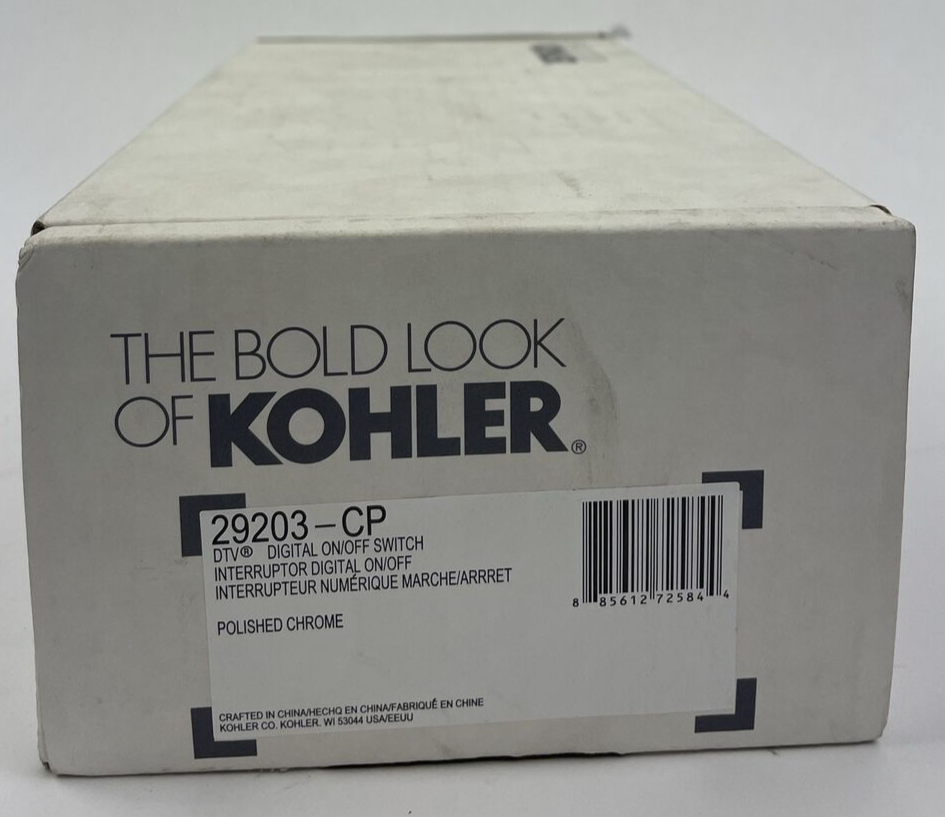 THE BOLD LOOK
OF KOHLER®
29203-CP
DTV® DIGITAL ON/OFF SWITCH
INTERRUPTOR DIGITAL ON/OFF
INTERRUPTEUR NUMÉRIQUE MARCHE/ARRRET
8 85612 72584 4
POLISHED CHROME
CRAFTED IN CHINA/HECHQ EN CHINA/FABRIQUÉ EN CHINE
KOHLER CO. KOHLER. WI 53044 USA/EEUU